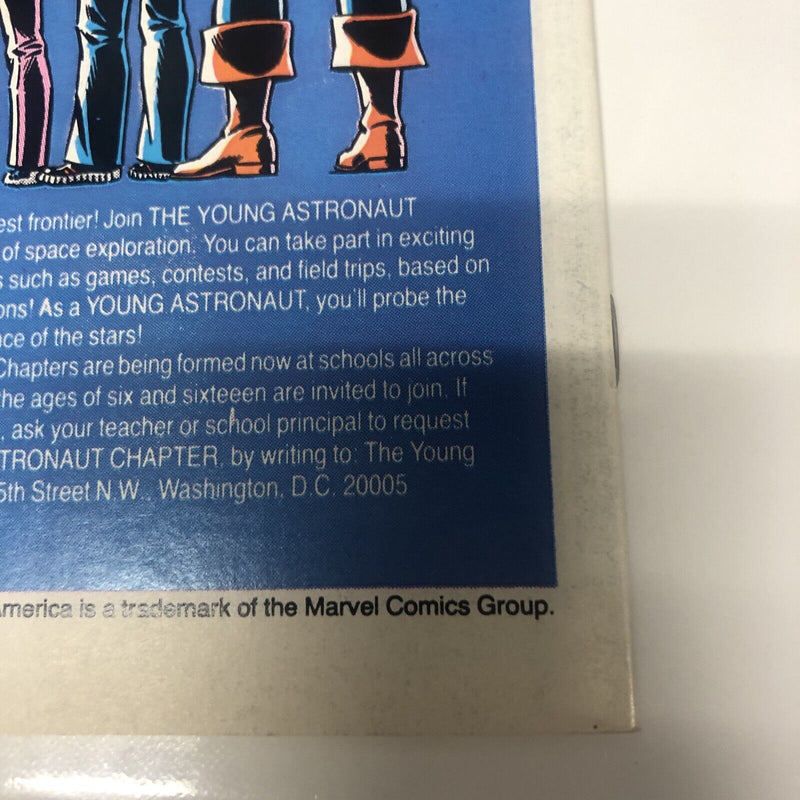 est frontier! Join THE YOUNG ASTRONAUT
of space exploration. You can take part in exciting
s such as games, contests, and field trips, based on
ons! As a YOUNG ASTRONAUT, you'll probe the
ce of the stars!
Chapters are being formed now at schools all across
he ages of six and sixteeen are invited to join. If
, ask your teacher or school principal to request
TRONAUT CHAPTER, by writing to: The Young
5th Street N.W., Washington, D.C. 20005
America is a trademark of the Marvel Comics Group.